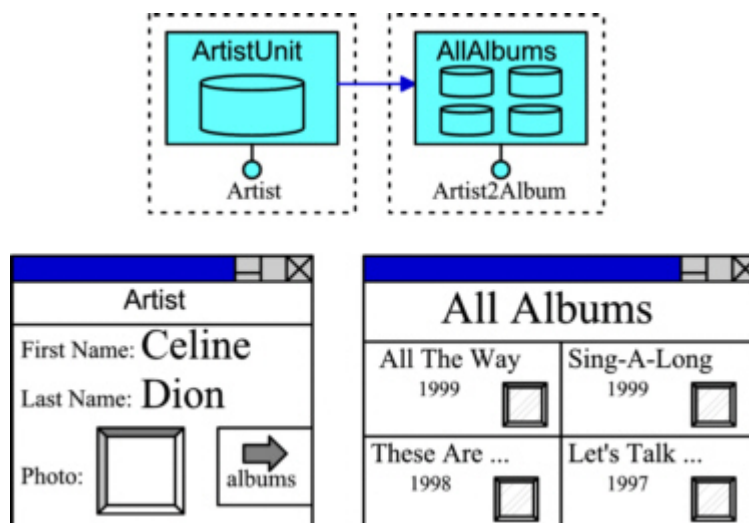 ArtistUnit
AllAlbums
Artist
Artist2Album
Artist
First Name: Celine
Last Name: Dion
Photo:
albums
All Albums
All The Way
1999
Sing-A-Long
1999
These Are ...
1998
Let's Talk ...
1997